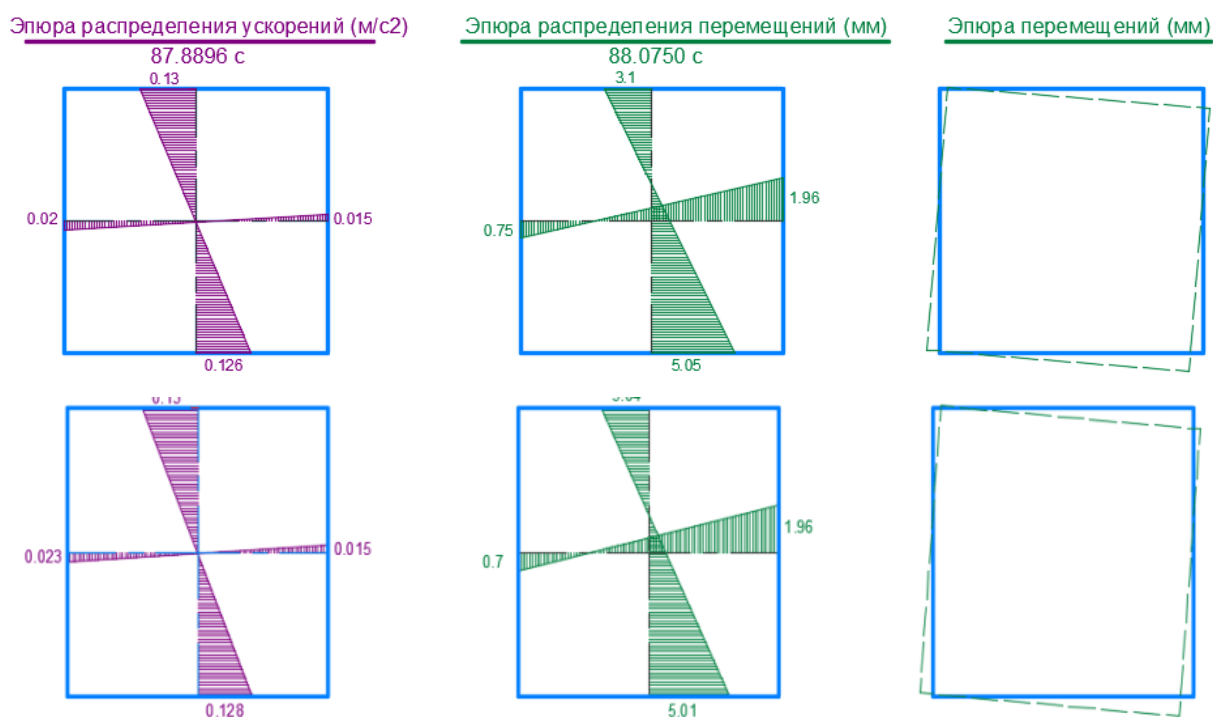 Эпюра распределения ускорений (м/с2)
Эпюра распределения перемещений (мм)
Эпюра перемещений (мм)
87.8896 с
88.0750 с
0.13
3.1
0.02
0.015
0.75
1.96
0.126
5.05
0.023
0.015
0.7
1.96
0.128
5.01